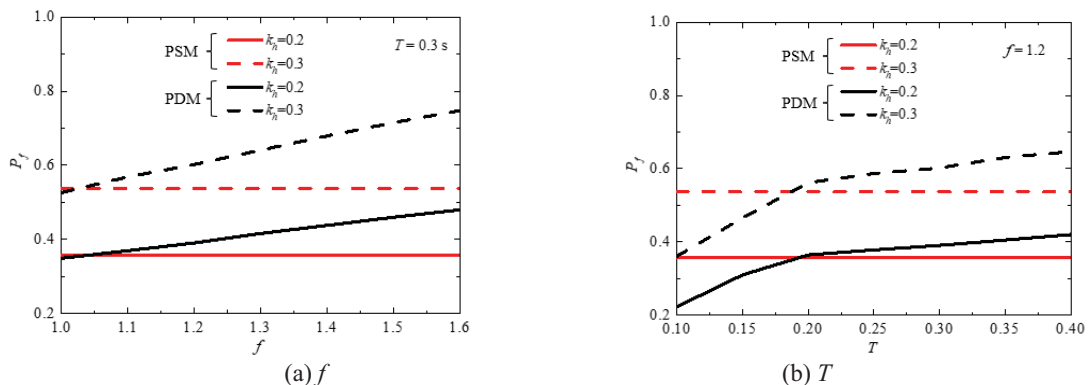 1.0
0.8
0.6
0.4
0.2
P_f
PSM
k_h=0.2
k_h=0.3
PDM
k_h=0.2
k_h=0.3
T = 0.3 s
1.0 1.1 1.2 1.3 1.4 1.5 1.6
f
(a) f
1.0
0.8
0.6
0.4
0.2
P_f
PSM
k_h=0.2
k_h=0.3
PDM
k_h=0.2
k_h=0.3
f = 1.2
0.10 0.15 0.20 0.25 0.30 0.35 0.40
T
(b) T